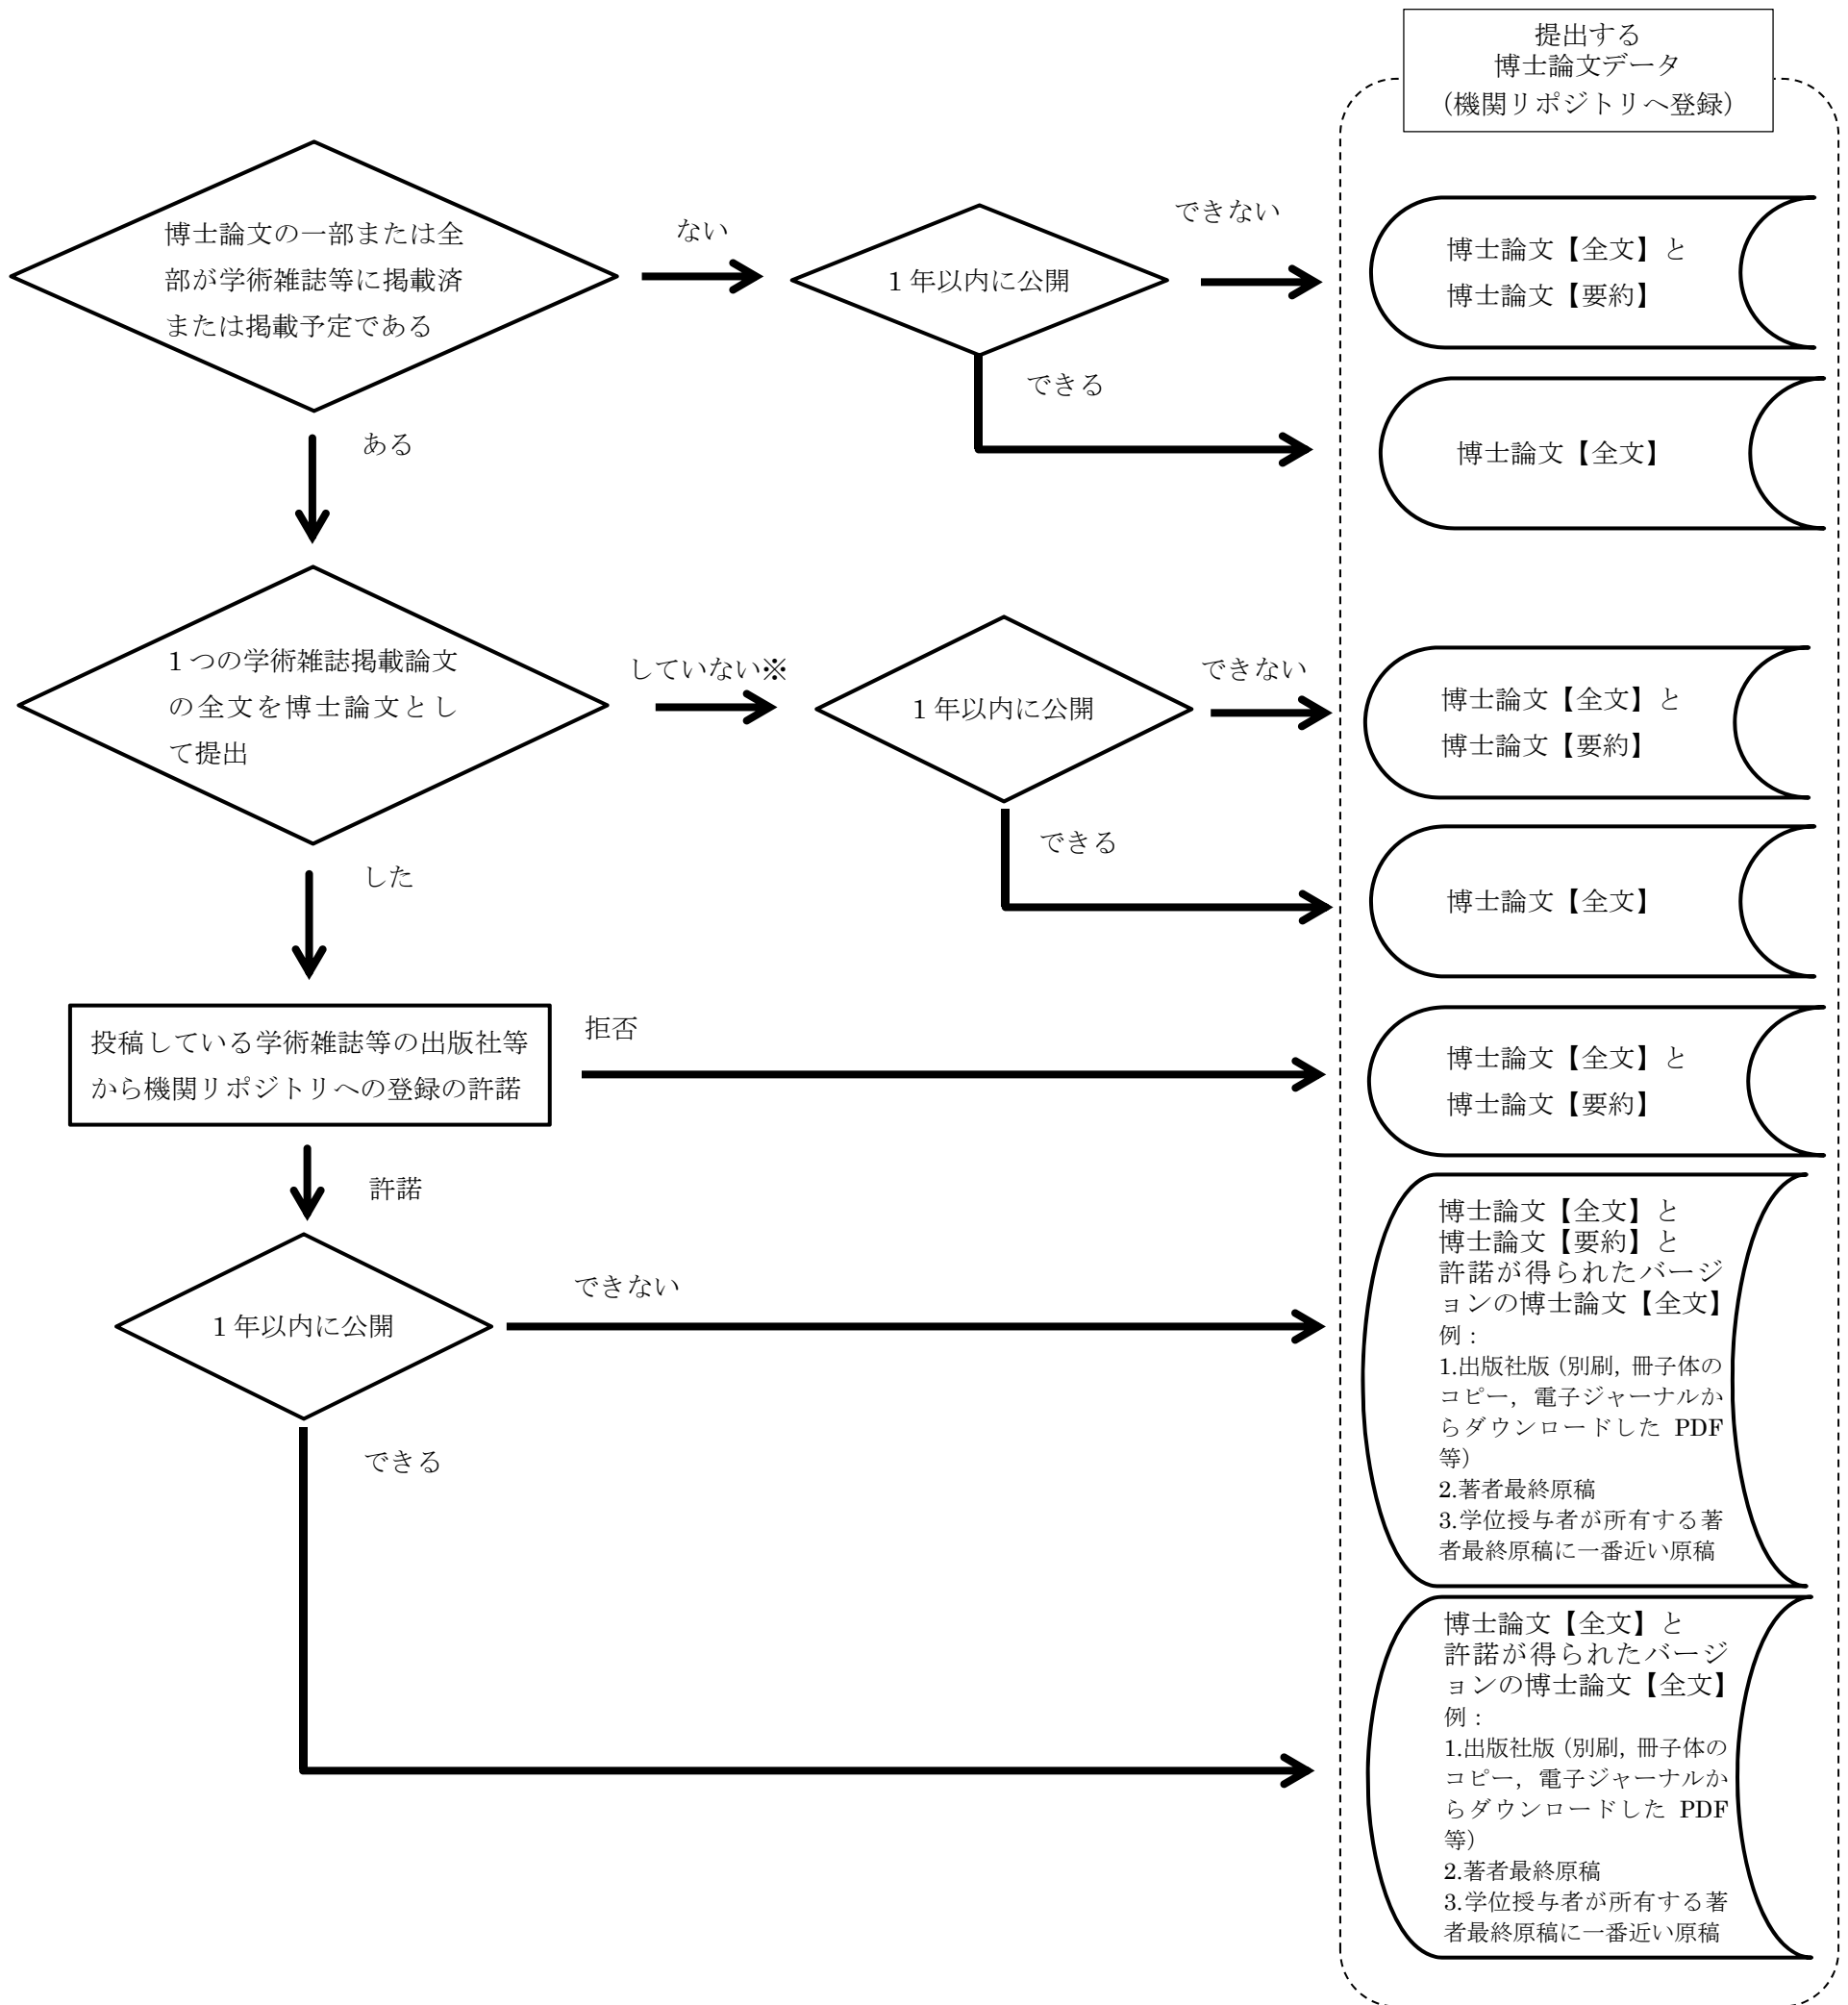 提出する
博士論文データ
（機関リポジトリへ登録）
博士論文の一部または全
部が学術雑誌等に掲載済
または掲載予定である
ない
1 年以内に公開
できない
博士論文【全文】と
博士論文【要約】
できる
博士論文【全文】
ある
1 つの学術雑誌掲載論文
の全文を博士論文とし
て提出
していない※
1 年以内に公開
できない
博士論文【全文】と
博士論文【要約】
できる
博士論文【全文】
した
投稿している学術雑誌等の出版社等
から機関リポジトリへの登録の許諾
拒否
博士論文【全文】と
博士論文【要約】
許諾
1 年以内に公開
できない
博士論文【全文】と
博士論文【要約】と
許諾が得られたバージ
ョンの博士論文【全文】
例：
1.出版社版（別刷，冊子体の
コピー，電子ジャーナルか
らダウンロードした PDF
等）
2.著者最終原稿
3.学位授与者が所有する著
者最終原稿に一番近い原稿
できる
博士論文【全文】と
許諾が得られたバージ
ョンの博士論文【全文】
例：
1.出版社版（別刷，冊子体の
コピー，電子ジャーナルか
らダウンロードした PDF
等）
2.著者最終原稿
3.学位授与者が所有する著
者最終原稿に一番近い原稿